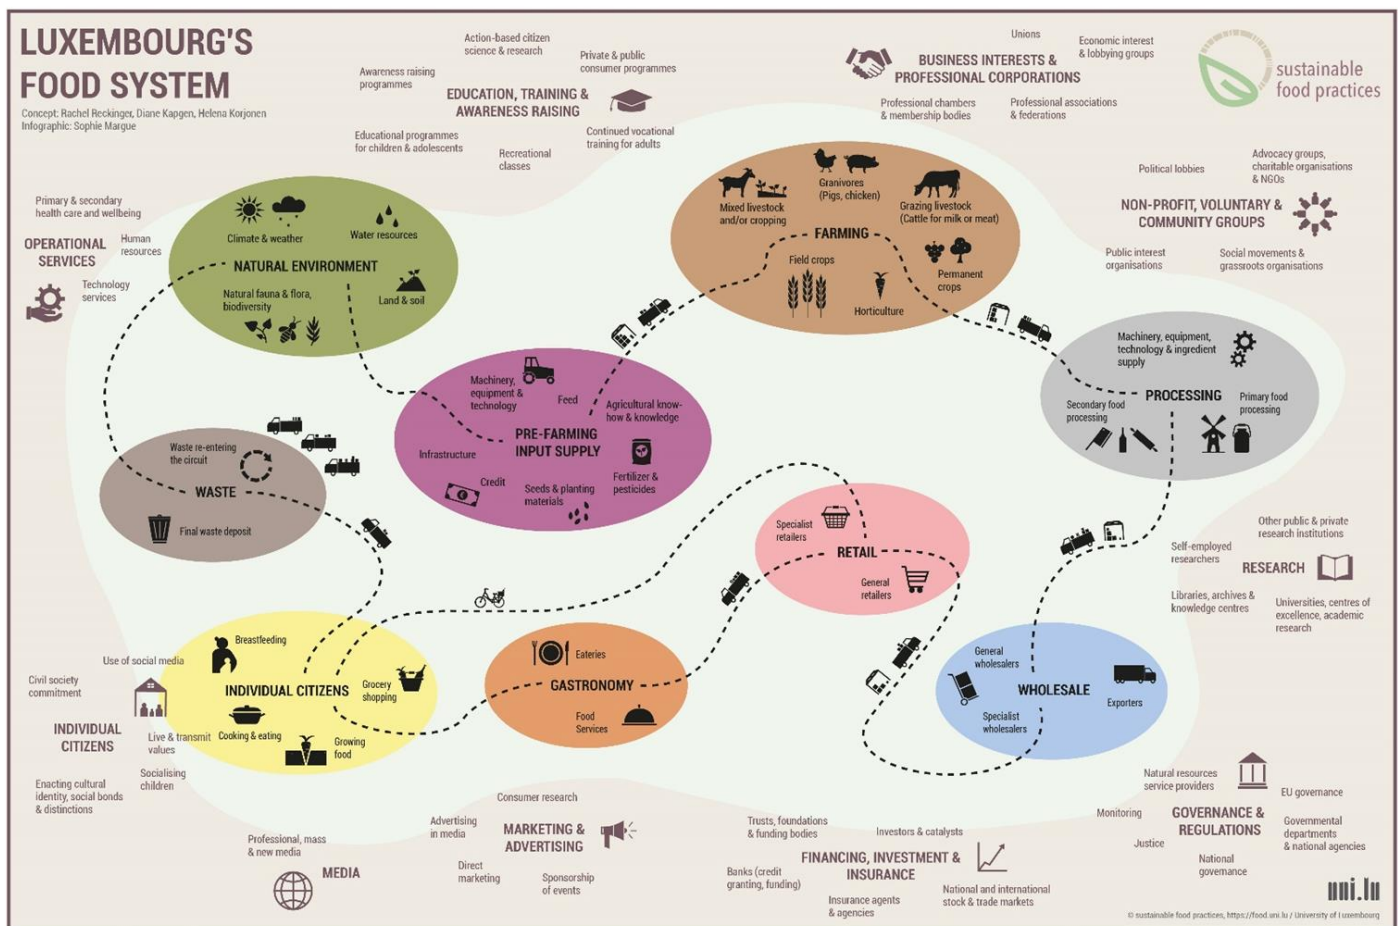 LUXEMBOURG'S
FOOD SYSTEM
Concept: Rachel Reckinger, Diane Kapgen, Helena Korjonen
Infographic: Sophie Margue
Action-based citizen
science & research
Private & public
consumer programmes
Awareness raising
programmes
EDUCATION, TRAINING &
AWARENESS RAISING
Educational programmes
for children & adolescents
Recreational
classes
Continued vocational
training for adults
Unions
Economic interest
& lobbying groups
BUSINESS INTERESTS &
PROFESSIONAL CORPORATIONS
Professional chambers
& membership bodies
Professional associations
& federations
sustainable
food practices
Political lobbies
Advocacy groups,
charitable organisations
& NGOs
NON-PROFIT, VOLUNTARY &
COMMUNITY GROUPS
Public interest
organisations
Social movements &
grassroots organisations
Primary & secondary
health care and wellbeing
OPERATIONAL
SERVICES
Human
resources
Technology
services
Climate & weather
Water resources
NATURAL ENVIRONMENT
Natural fauna & flora,
biodiversity
Land & soil
Mixed livestock
and/or cropping
Granivores
(Pigs, chicken)
Grazing livestock
(Cattle for milk or meat)
FARMING
Field crops
Permanent
crops
Horticulture
Machinery, equipment,
technology & ingredient
supply
PROCESSING
Secondary food
processing
Primary food
processing
Machinery,
equipment &
technology
Feed
Agricultural know-
how & knowledge
PRE-FARMING
INPUT SUPPLY
Infrastructure
Credit
Seeds & planting
materials
Fertilizer &
pesticides
Waste re-entering
the circuit
WASTE
Final waste deposit
Specialist
retailers
RETAIL
General
retailers
Other public & private
research institutions
Self-employed
researchers
RESEARCH
Libraries, archives &
knowledge centres
Universities, centres of
excellence, academic
research
Breastfeeding
INDIVIDUAL CITIZENS
Grocery
shopping
Cooking & eating
Growing
food
Eateries
GASTRONOMY
Food
Services
General
wholesalers
WHOLESALE
Specialist
wholesalers
Exporters
Use of social media
Civil society
commitment
INDIVIDUAL
CITIZENS
Live & transmit
values
Socialising
children
Enacting cultural
identity, social bonds
& distinctions
Professional, mass
& new media
MEDIA
Consumer research
Advertising
in media
MARKETING &
ADVERTISING
Direct
marketing
Sponsorship
of events
Trusts, foundations
& funding bodies
Investors & catalysts
FINANCING, INVESTMENT &
INSURANCE
Banks (credit
granting, funding)
Insurance agents
& agencies
National and international
stock & trade markets
Natural resources
service providers
EU governance
Monitoring
GOVERNANCE &
REGULATIONS
Justice
Governmental
departments
& national agencies
National
governance
uni.lu
© sustainable food practices, https://food.uni.lu / University of Luxembourg